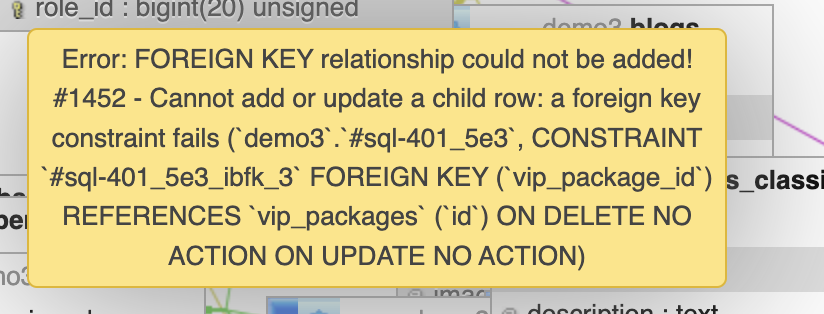 role_id : bigint(20) unsigned
demo3 blogs
Error: FOREIGN KEY relationship could not be added!
#1452 - Cannot add or update a child row: a foreign key
constraint fails (`demo3`.`#sql-401_5e3`, CONSTRAINT
`#sql-401_5e3_ibfk_3` FOREIGN KEY (`vip_package_id`)
REFERENCES `vip_packages` (`id`) ON DELETE NO
ACTION ON UPDATE NO ACTION)
s_classi
description : text